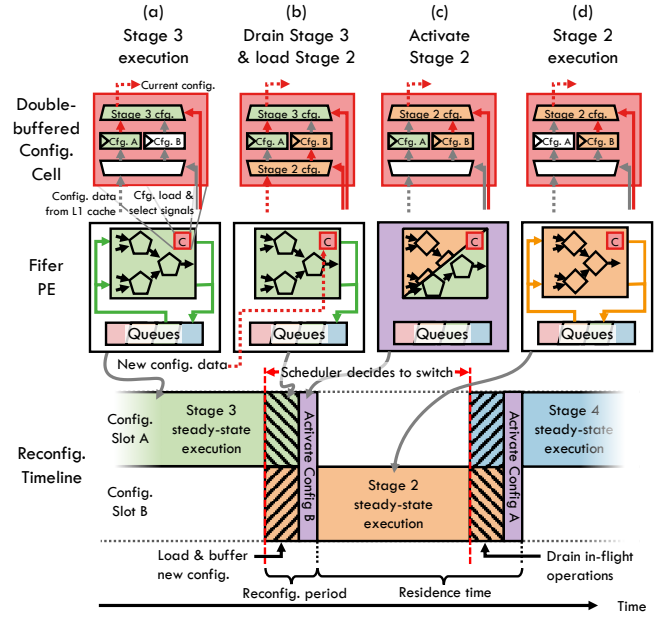 (a)
Stage 3
execution
(b)
Drain Stage 3
& load Stage 2
(c)
Activate
Stage 2
(d)
Stage 2
execution
Double-
buffered
Config.
Cell
Current config.
Stage 3 cfg.
Cfg. A
Cfg. B
Stage 3 cfg.
Cfg. A
Cfg. B
Stage 2 cfg.
Stage 2 cfg.
Cfg. A
Cfg. B
Stage 2 cfg.
Cfg. A
Cfg. B
Config. data
from L1 cache
Cfg. load &
select signals
Fifer
PE
C
Queues
C
Queues
C
Queues
C
Queues
New config. data
Scheduler decides to switch
Reconfig.
Timeline
Config.
Slot A
Stage 3
steady-state
execution
Activate Config B
Activate Config A
Stage 4
steady-state
execution
Config.
Slot B
Stage 2
steady-state
execution
Load & buffer
new config.
Drain in-flight
operations
Reconfig. period
Residence time
Time